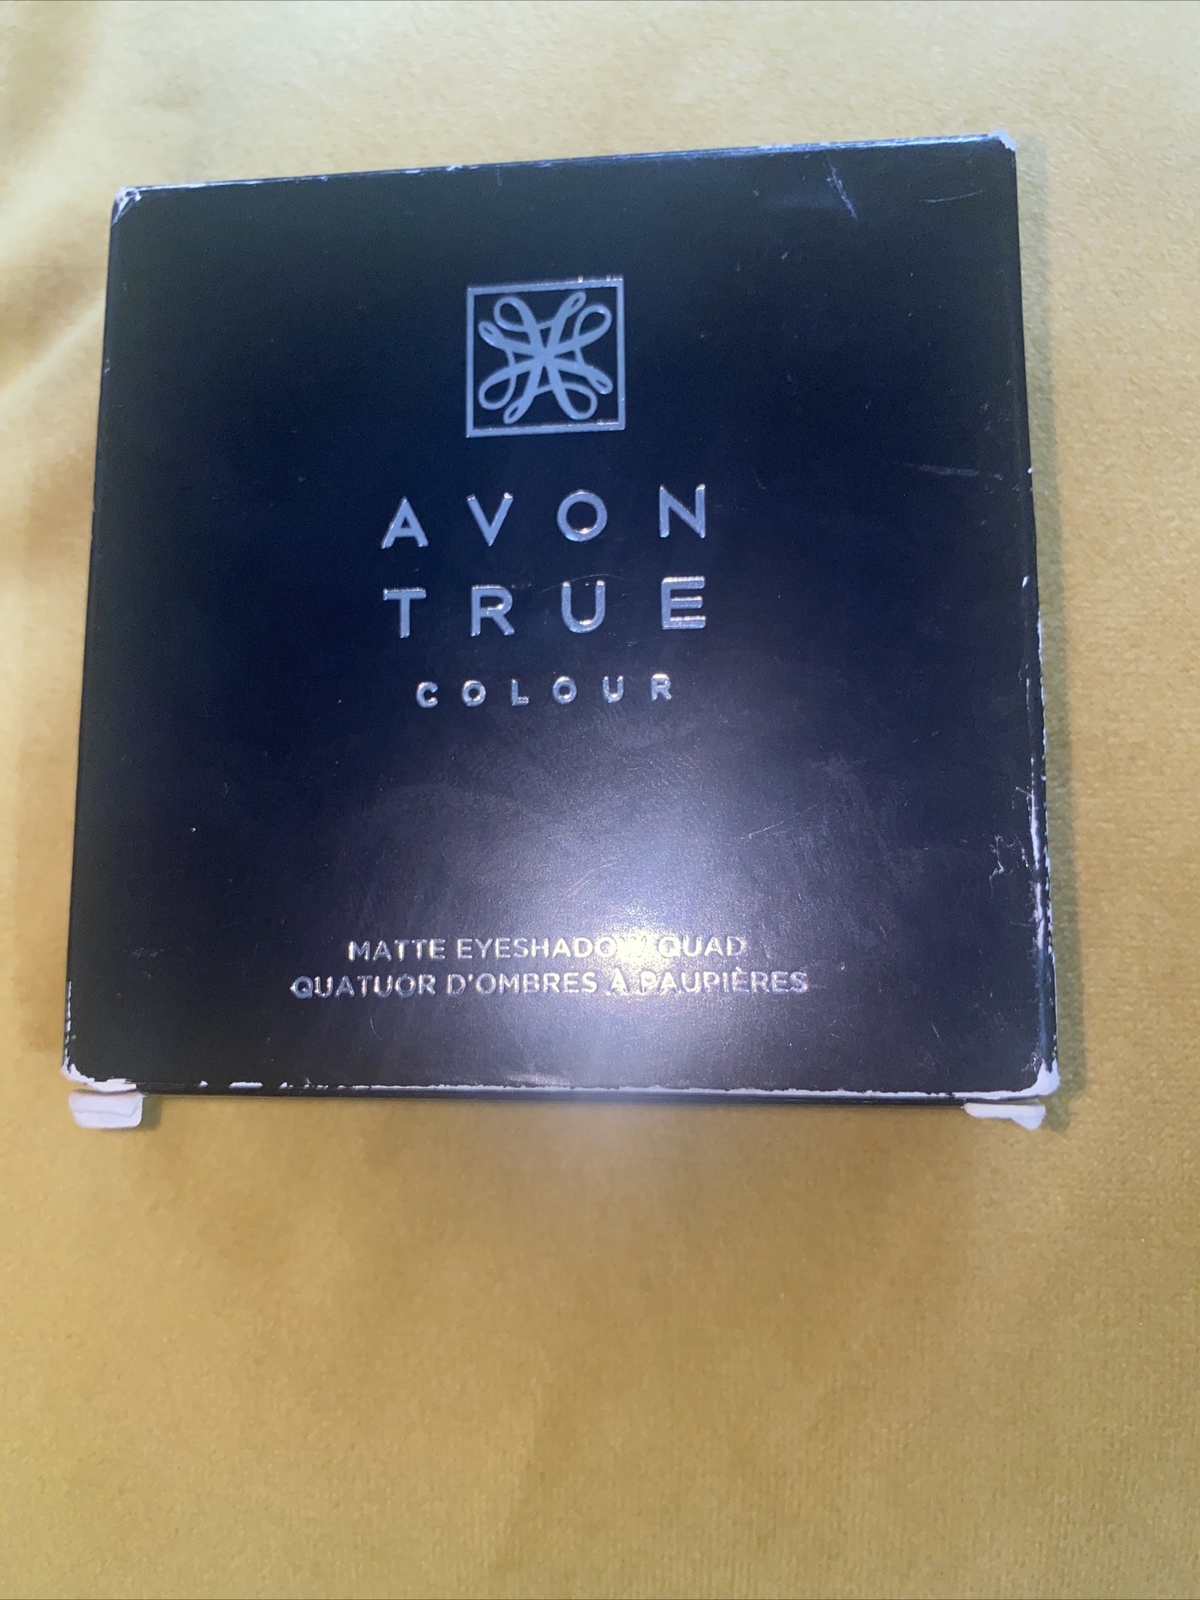 AVON
TRUE
COLOUR
MATTE EYESHADOW QUAD
QUATUOR D'OMBRES À PAUPIÈRES